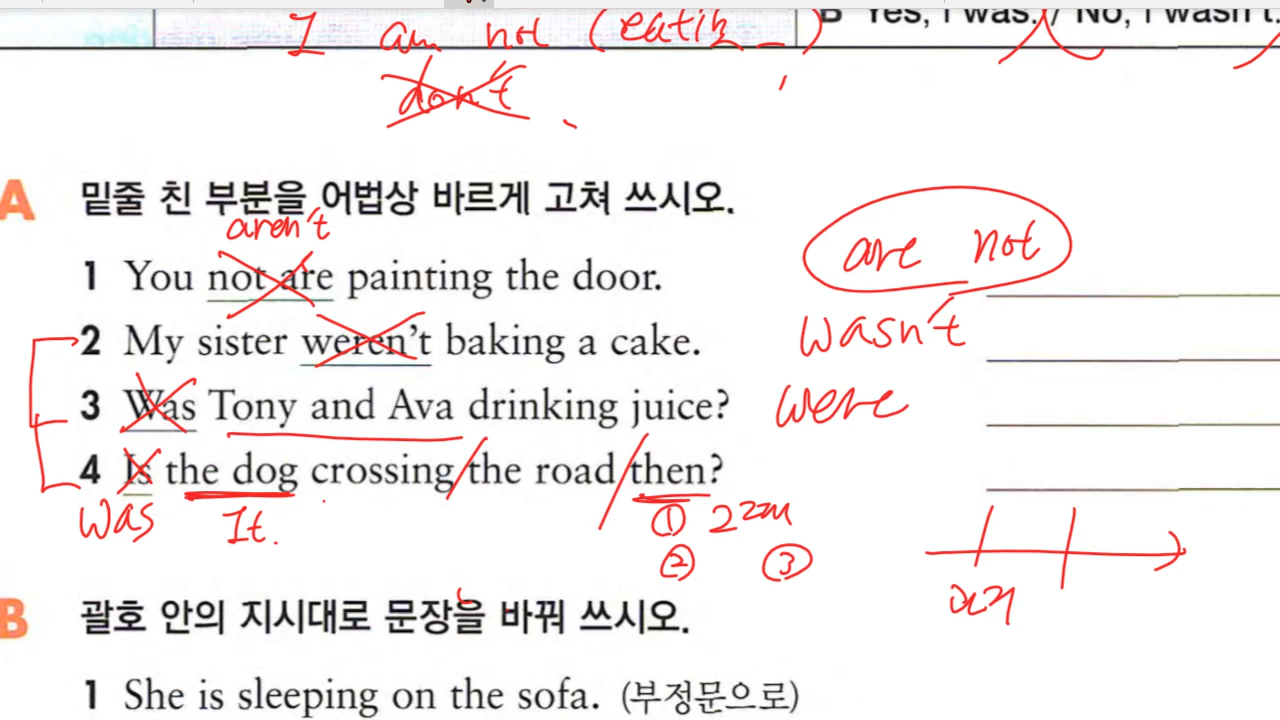 B Yes, I was. / No, I wasn't.
I am not (eatin
don't
A 밑줄 친 부분을 어법상 바르게 고쳐 쓰시오.
aren't
are not
1 You not are painting the door.
2 My sister weren't baking a cake.
wasn't
3 Was Tony and Ava drinking juice?
were
4 Is the dog crossing the road then?
was It.
① 그때
② ③
B 괄호 안의 지시대로 문장을 바꿔 쓰시오.
1 She is sleeping on the sofa. (부정문으로)